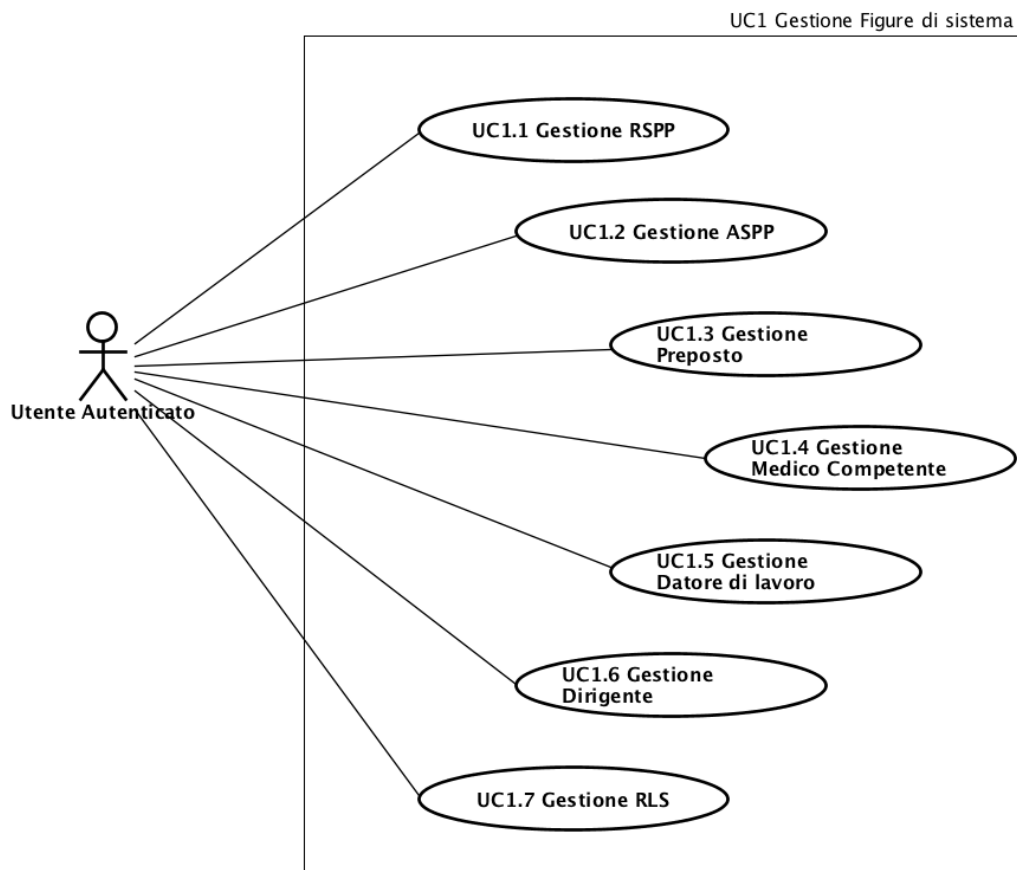 UC1 Gestione Figure di sistema
UC1.1 Gestione RSPP
UC1.2 Gestione ASPP
UC1.3 Gestione
Preposto
Utente Autenticato
UC1.4 Gestione
Medico Competente
UC1.5 Gestione
Datore di lavoro
UC1.6 Gestione
Dirigente
UC1.7 Gestione RLS